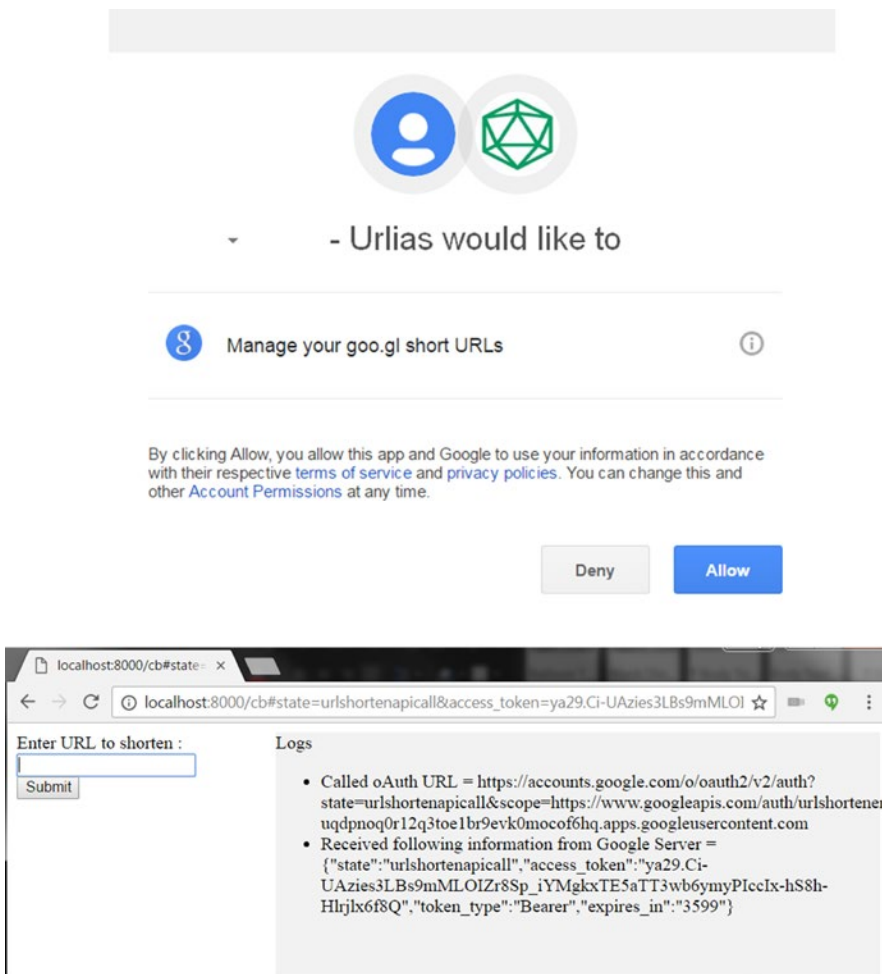 - Urlias would like to
8 Manage your goo.gl short URLs
By clicking Allow, you allow this app and Google to use your information in accordance
with their respective terms of service and privacy policies. You can change this and
other Account Permissions at any time.
Deny Allow
localhost:8000/cb#state=
localhost:8000/cb#state=urlshortenapicall&access_token=ya29.Ci-UAzies3LBs9mMLOI
Enter URL to shorten :
Submit
Logs
Called oAuth URL = https://accounts.google.com/o/oauth2/v2/auth?
state=urlshortenapicall&scope=https://www.googleapis.com/auth/urlshortener
uqdpnoq0r12q3toe1br9evk0mocof6hq.apps.googleusercontent.com
Received following information from Google Server =
{"state":"urlshortenapicall","access_token":"ya29.Ci-
UAzies3LBs9mMLOIZr8Sp_iYMgkxTE5aTT3wb6ymyPIccIx-hS8h-
Hlrjlx6f8Q","token_type":"Bearer","expires_in":"3599"}